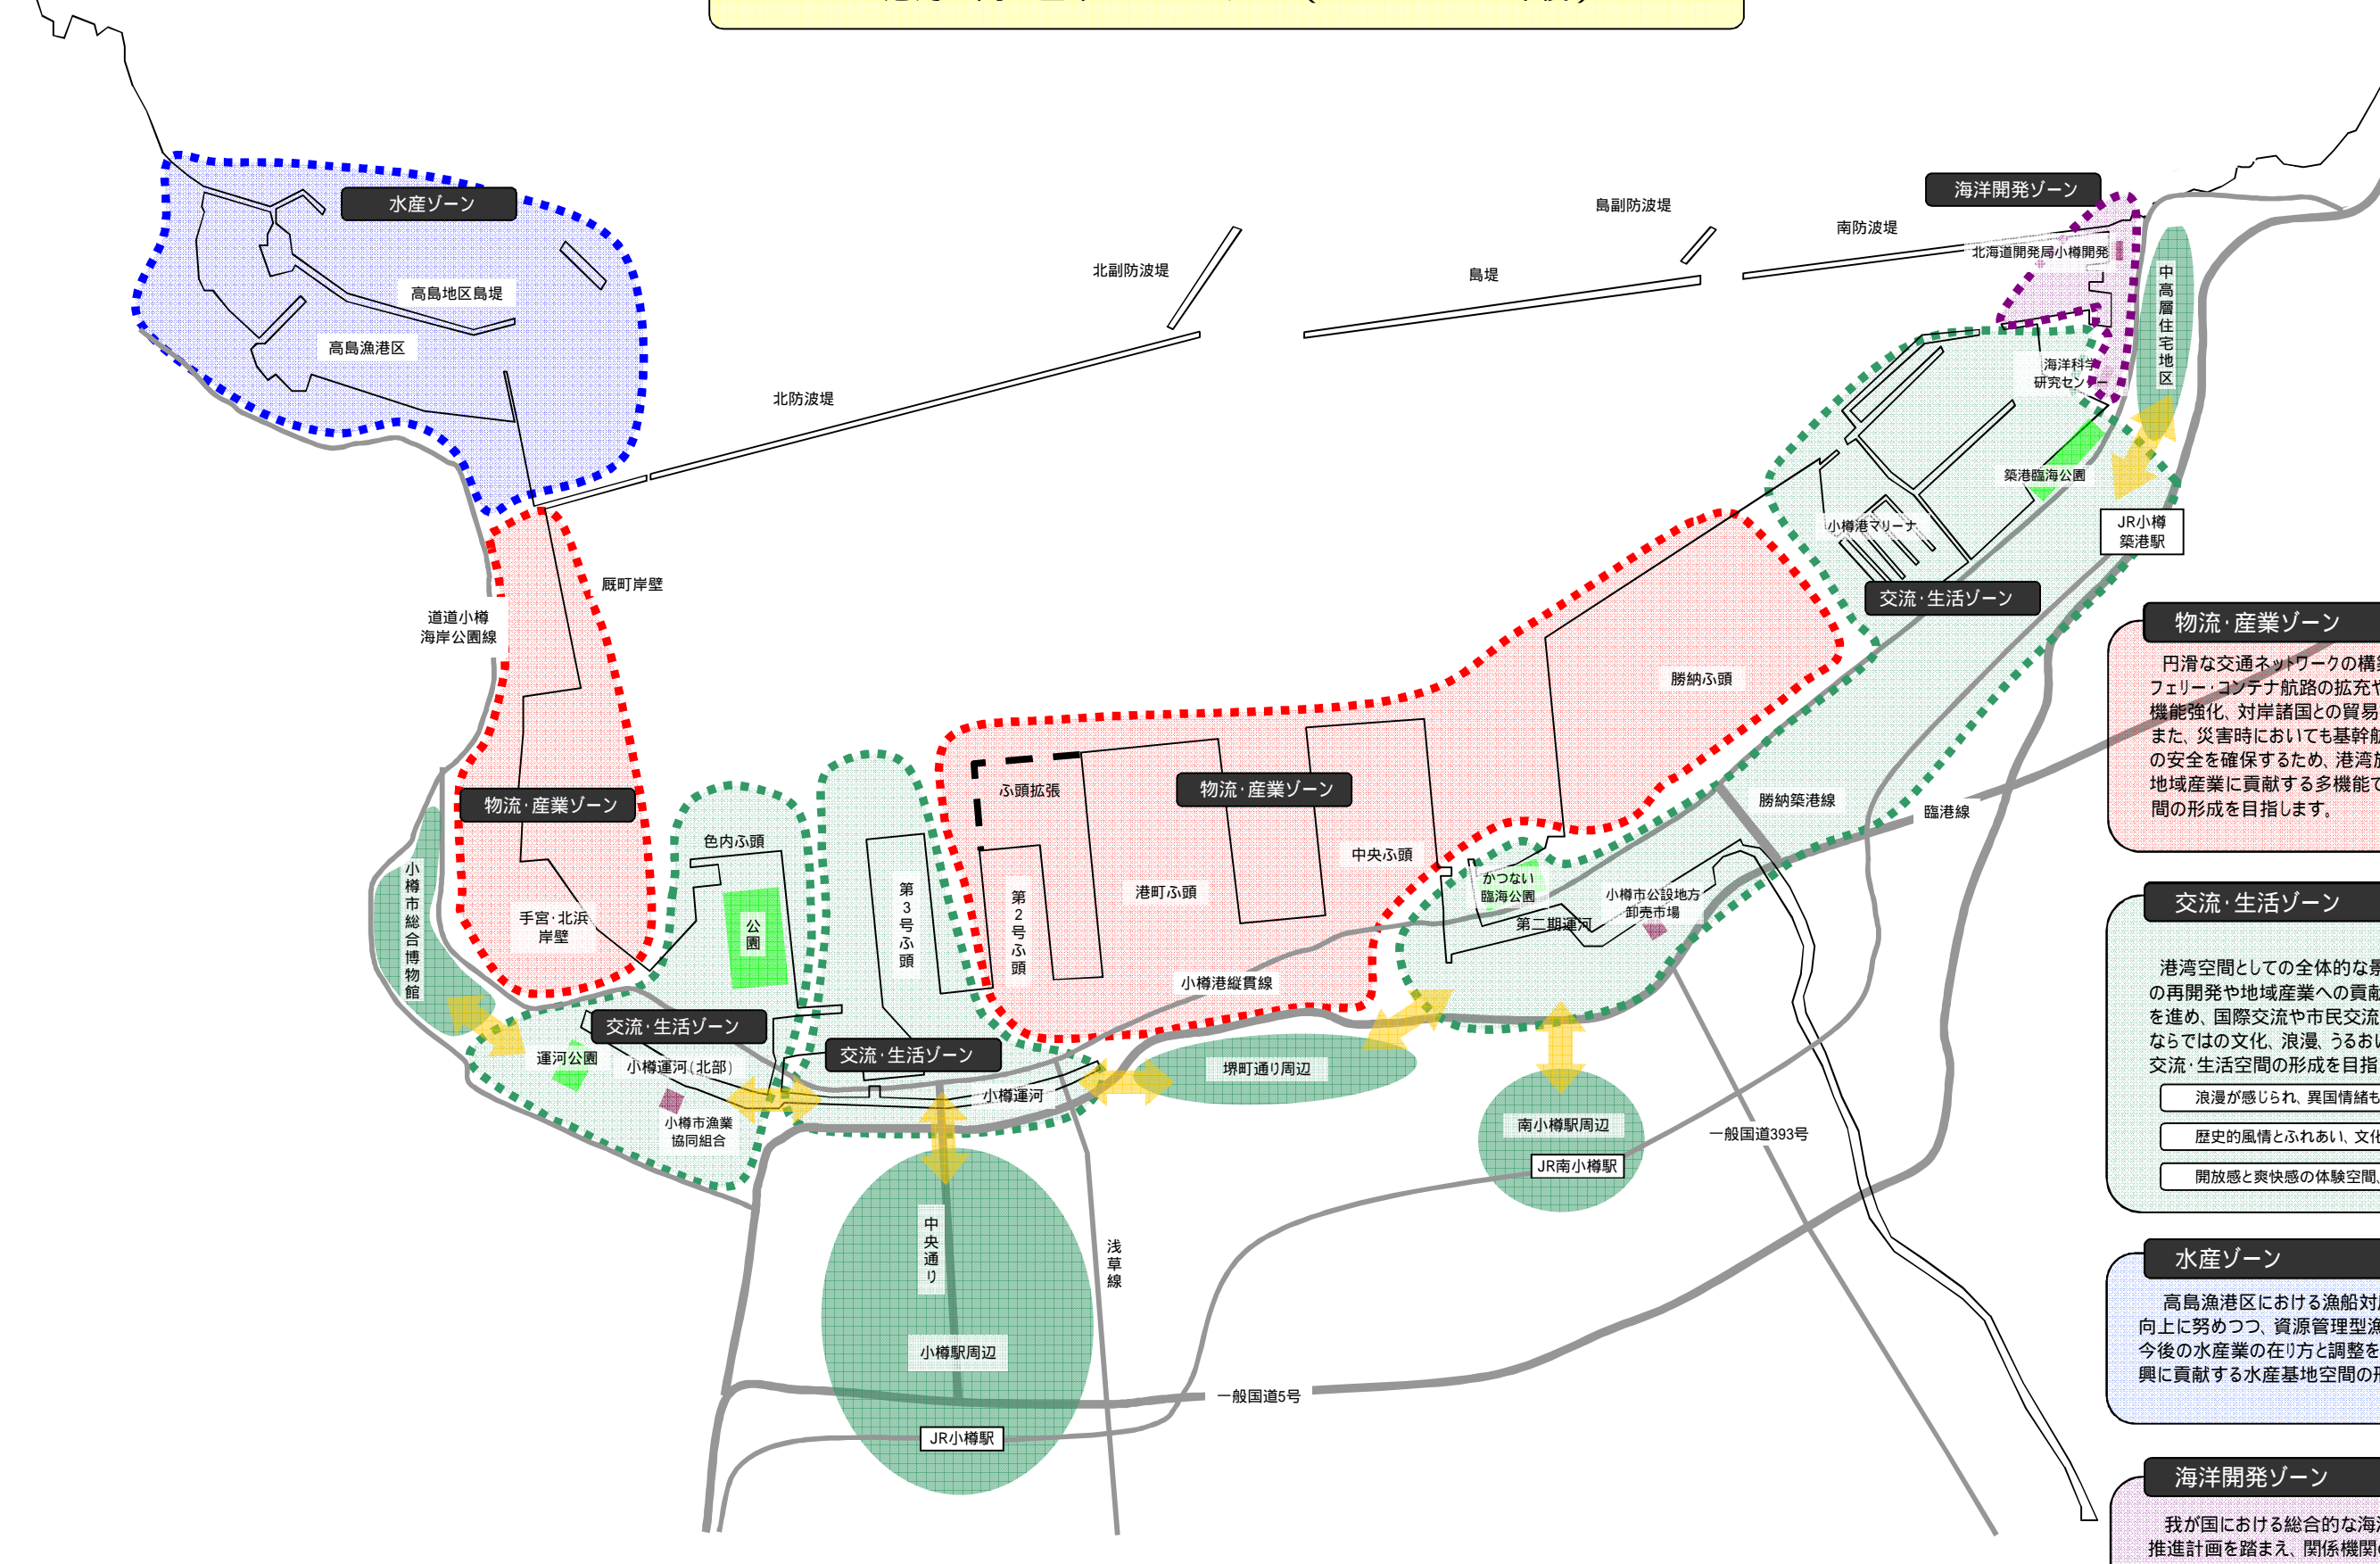 水産ゾーン
高島地区島堤
高島漁港区
北防波堤
北副防波堤
島堤
島副防波堤
南防波堤
海洋開発ゾーン
北海道開発局小樽開発
中高層住宅地区
海洋科学
研究センター
築港臨海公園
小樽港マリーナ
JR小樽
築港駅
交流・生活ゾーン
厩町岸壁
道道小樽
海岸公園線
勝納ふ頭
物流・産業ゾーン
ふ頭拡張
物流・産業ゾーン
勝納築港線
臨港線
色内ふ頭
中央ふ頭
港町ふ頭
第3号ふ頭
第2号ふ頭
かつない
臨海公園
小樽市公設地方
卸売市場
第二期運河
小樽市総合博物館
手宮・北浜
岸壁
公園
小樽港縦貫線
交流・生活ゾーン
交流・生活ゾーン
運河公園
小樽運河(北部)
小樽運河
堺町通り周辺
小樽市漁業
協同組合
南小樽駅周辺
JR南小樽駅
一般国道393号
中央通り
浅草線
小樽駅周辺
一般国道5号
JR小樽駅
物流・産業ゾーン
円滑な交通ネットワークの構
フェリー・コンテナ航路の拡充
機能強化、対岸諸国との貿易
また、災害時においても基幹
の安全を確保するため、港湾
地域産業に貢献する多機能で
間の形成を目指します。
交流・生活ゾーン
港湾空間としての全体的な
の再開発や地域産業への貢献
を進め、国際交流や市民交流
ならではの文化、浪漫、うるおい
交流・生活空間の形成を目指
浪漫が感じられ、異国情緒も
歴史的風情とふれあい、文化
開放感と爽快感の体験空間、
水産ゾーン
高島漁港区における漁船対
向上に努めつつ、資源管理型漁
今後の水産業の在り方と調整を
興に貢献する水産基地空間の形
海洋開発ゾーン
我が国における総合的な海
推進計画を踏まえ、関係機関